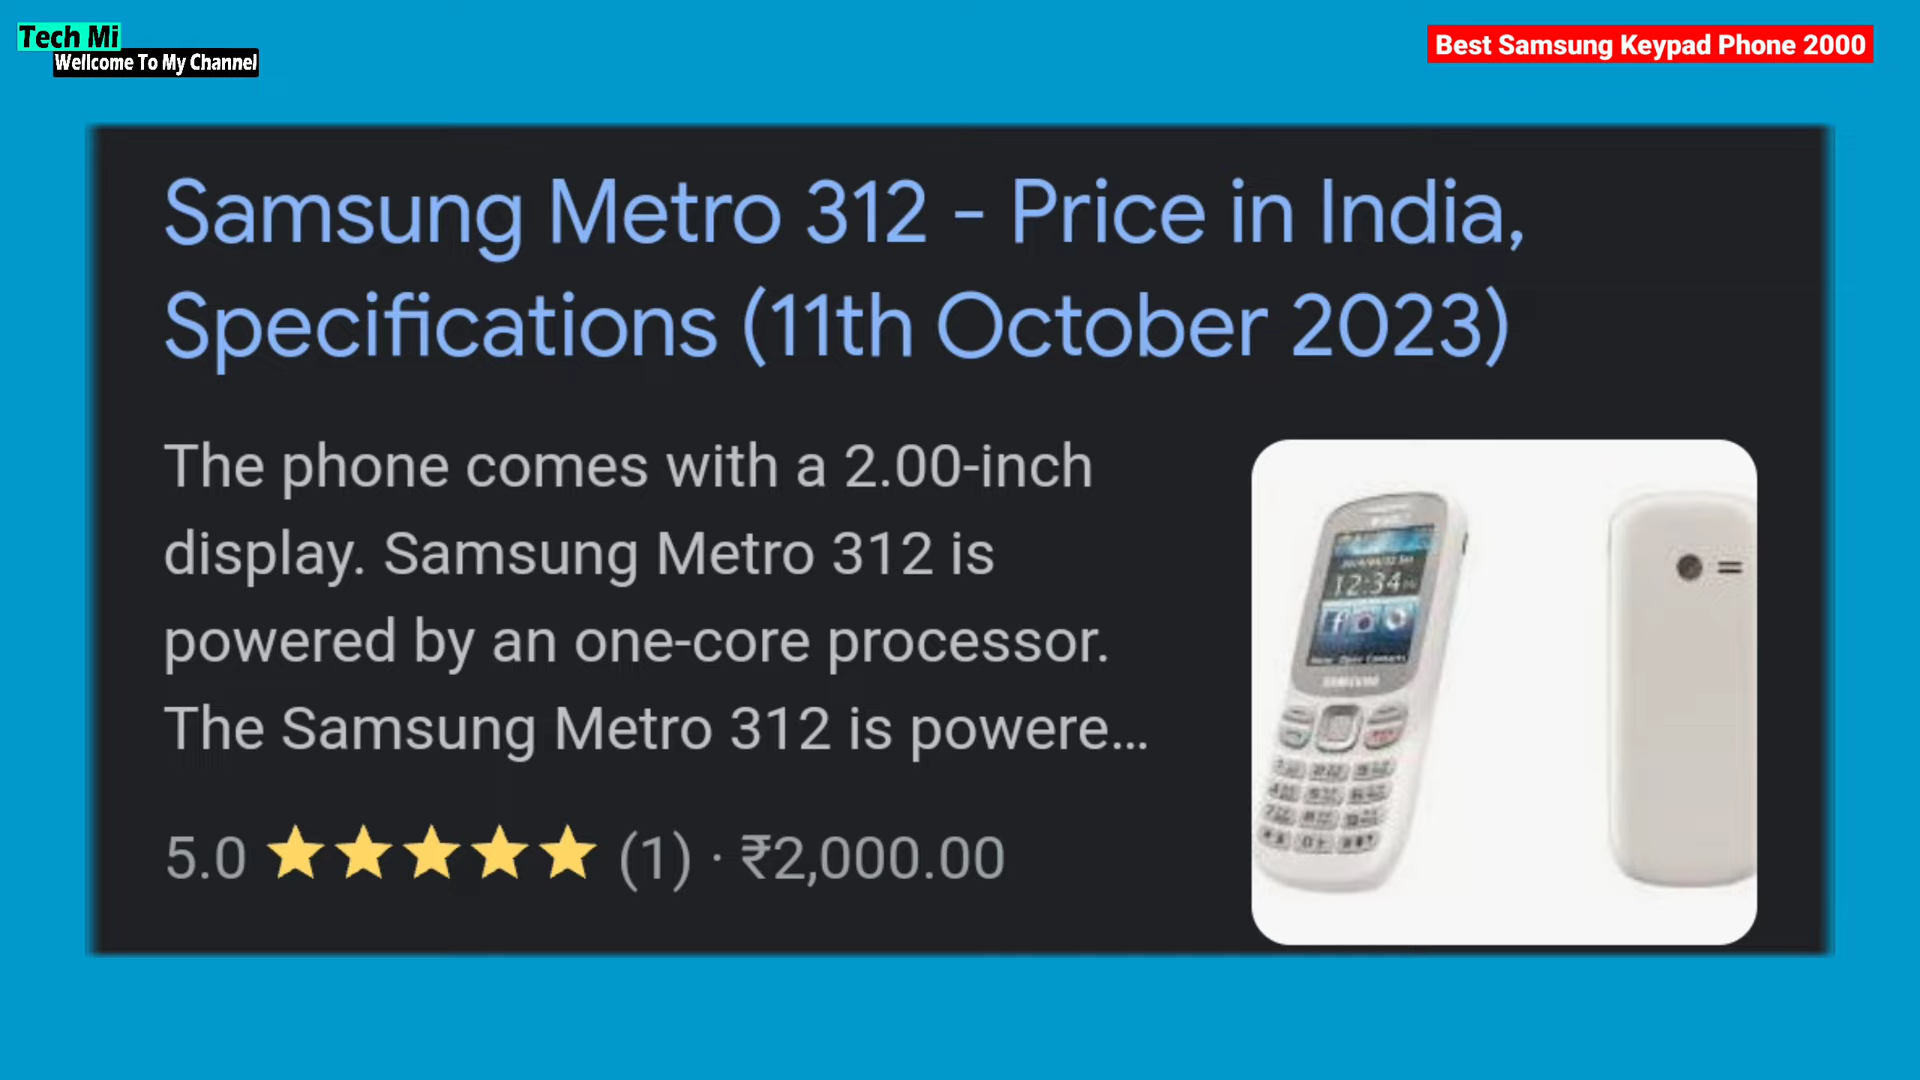 Tech Mi
Wellcome To My Channel
Best Samsung Keypad Phone 2000
Samsung Metro 312 - Price in India,
Specifications (11th October 2023)
The phone comes with a 2.00-inch
display. Samsung Metro 312 is
powered by an one-core processor.
The Samsung Metro 312 is powere...
5.0 ★★★★★ (1) · ₹2,000.00
12:34
SAMSUNG